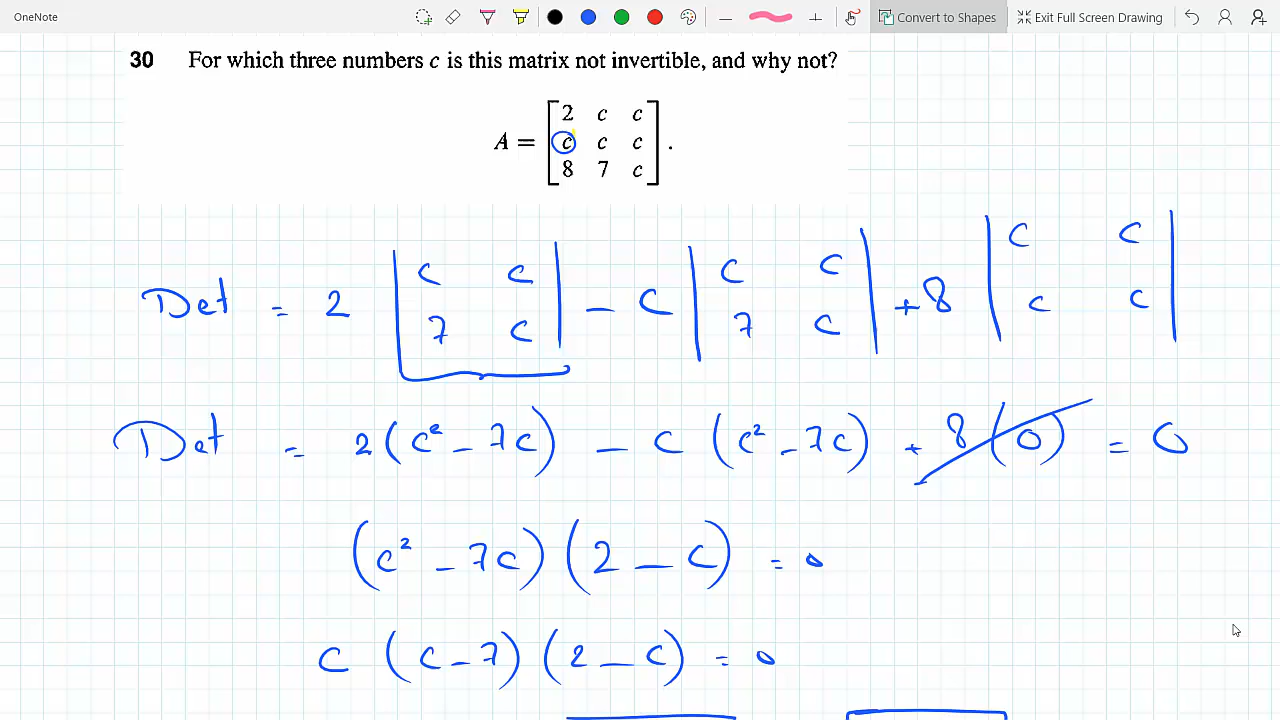 OneNote
Convert to Shapes
Exit Full Screen Drawing
30 For which three numbers c is this matrix not invertible, and why not?
A = [ 2 c c
c c c
8 7 c ] .
Det = 2 | c c | - c | c c | + 8 | c c |
| 7 c | | 7 c | | c c |
Det = 2 (c² - 7c) - c (c² - 7c) + 8 (0) = 0
(c² - 7c) (2 - c) = 0
c (c - 7) (2 - c) = 0